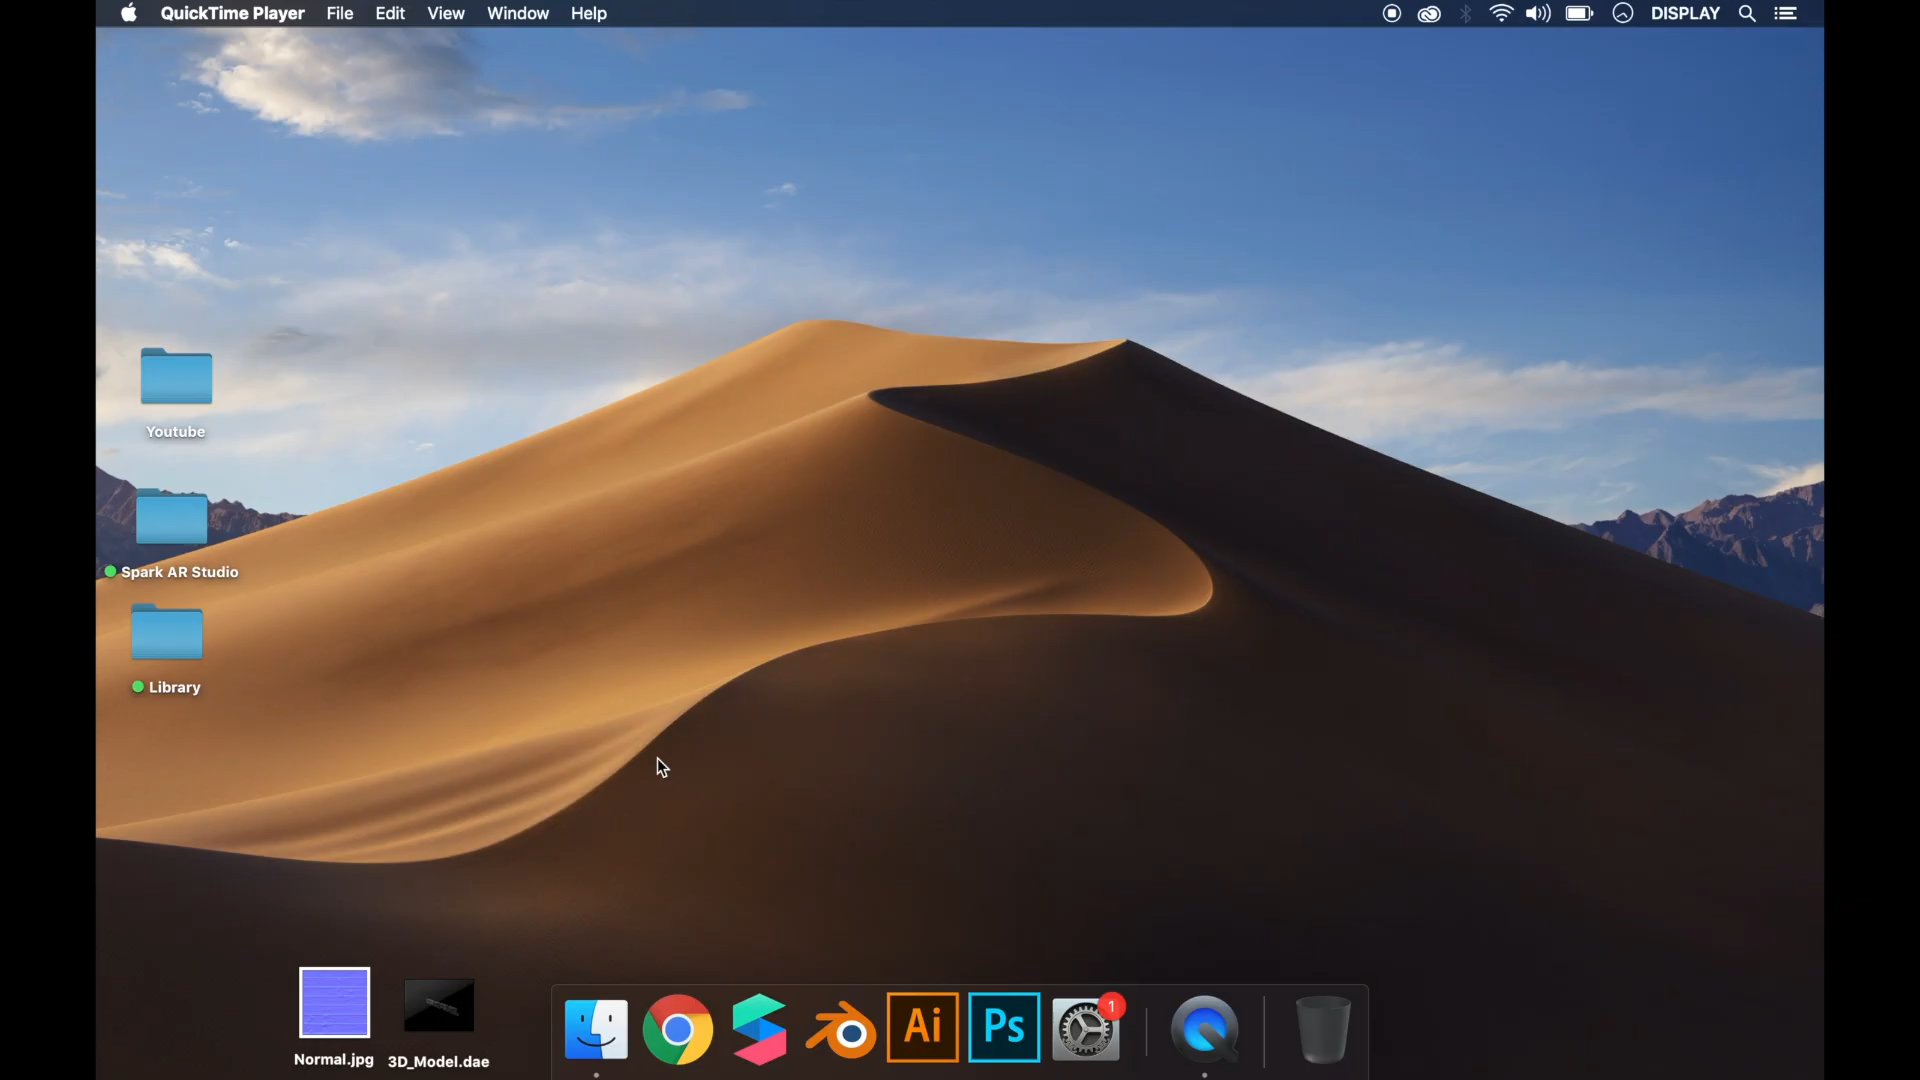 QuickTime Player File Edit View Window Help DISPLAY
Youtube
Spark AR Studio
Library
Normal.jpg 3D_Model.dae
Ai Ps 1